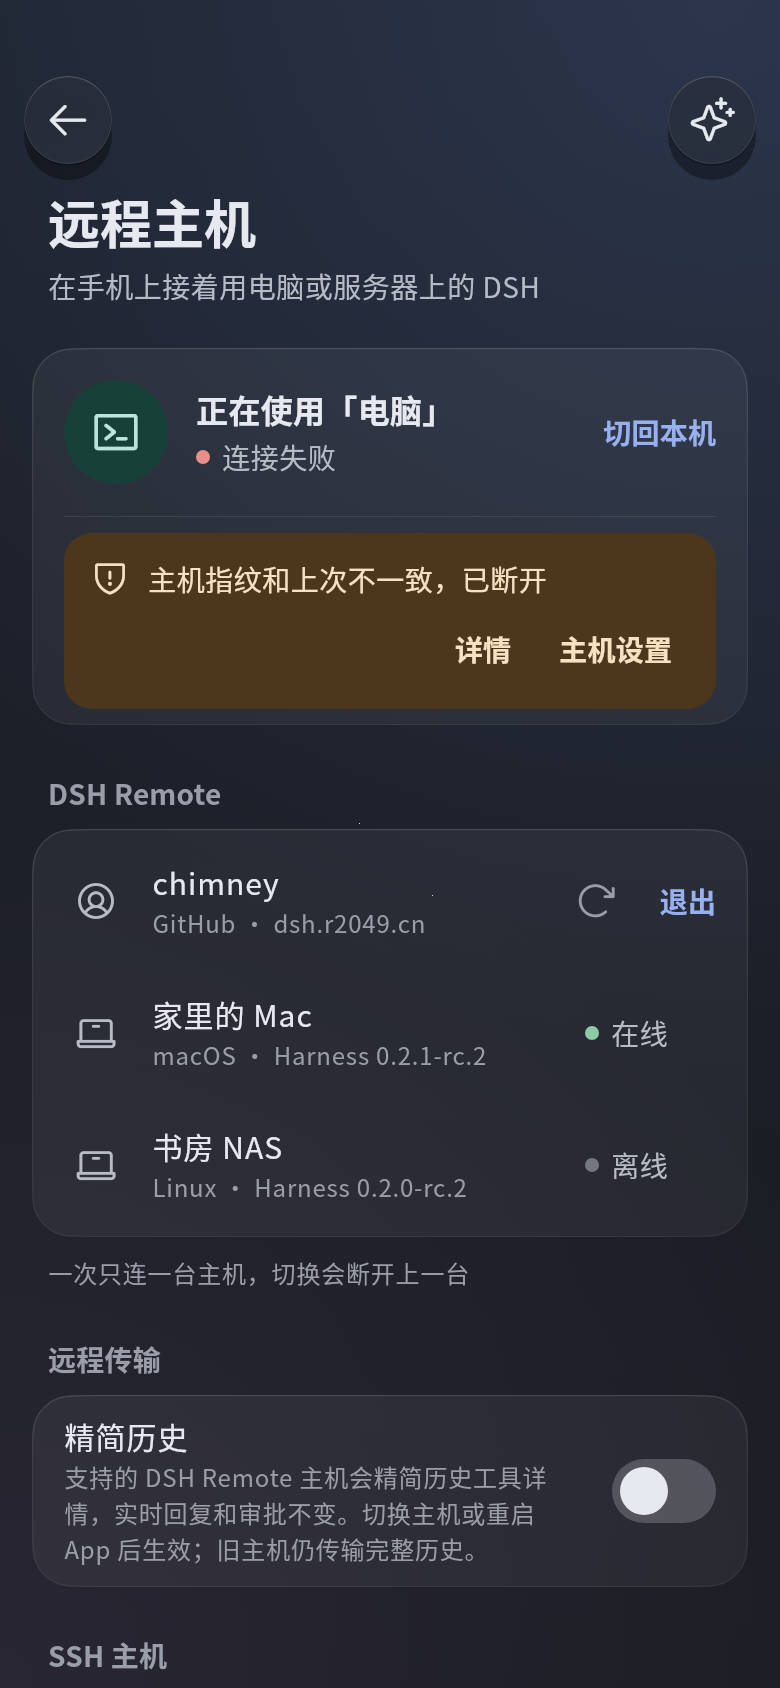 远程主机
在手机上接着用电脑或服务器上的 DSH
正在使用「电脑」
连接失败
切回本机
主机指纹和上次不一致，已断开
详情 主机设置
DSH Remote
chimney
GitHub · dsh.r2049.cn
退出
家里的 Mac
macOS · Harness 0.2.1-rc.2
在线
书房 NAS
Linux · Harness 0.2.0-rc.2
离线
一次只连一台主机，切换会断开上一台
远程传输
精简历史
支持的 DSH Remote 主机会精简历史工具详
情，实时回复和审批不变。切换主机或重启
App 后生效；旧主机仍传输完整历史。
SSH 主机